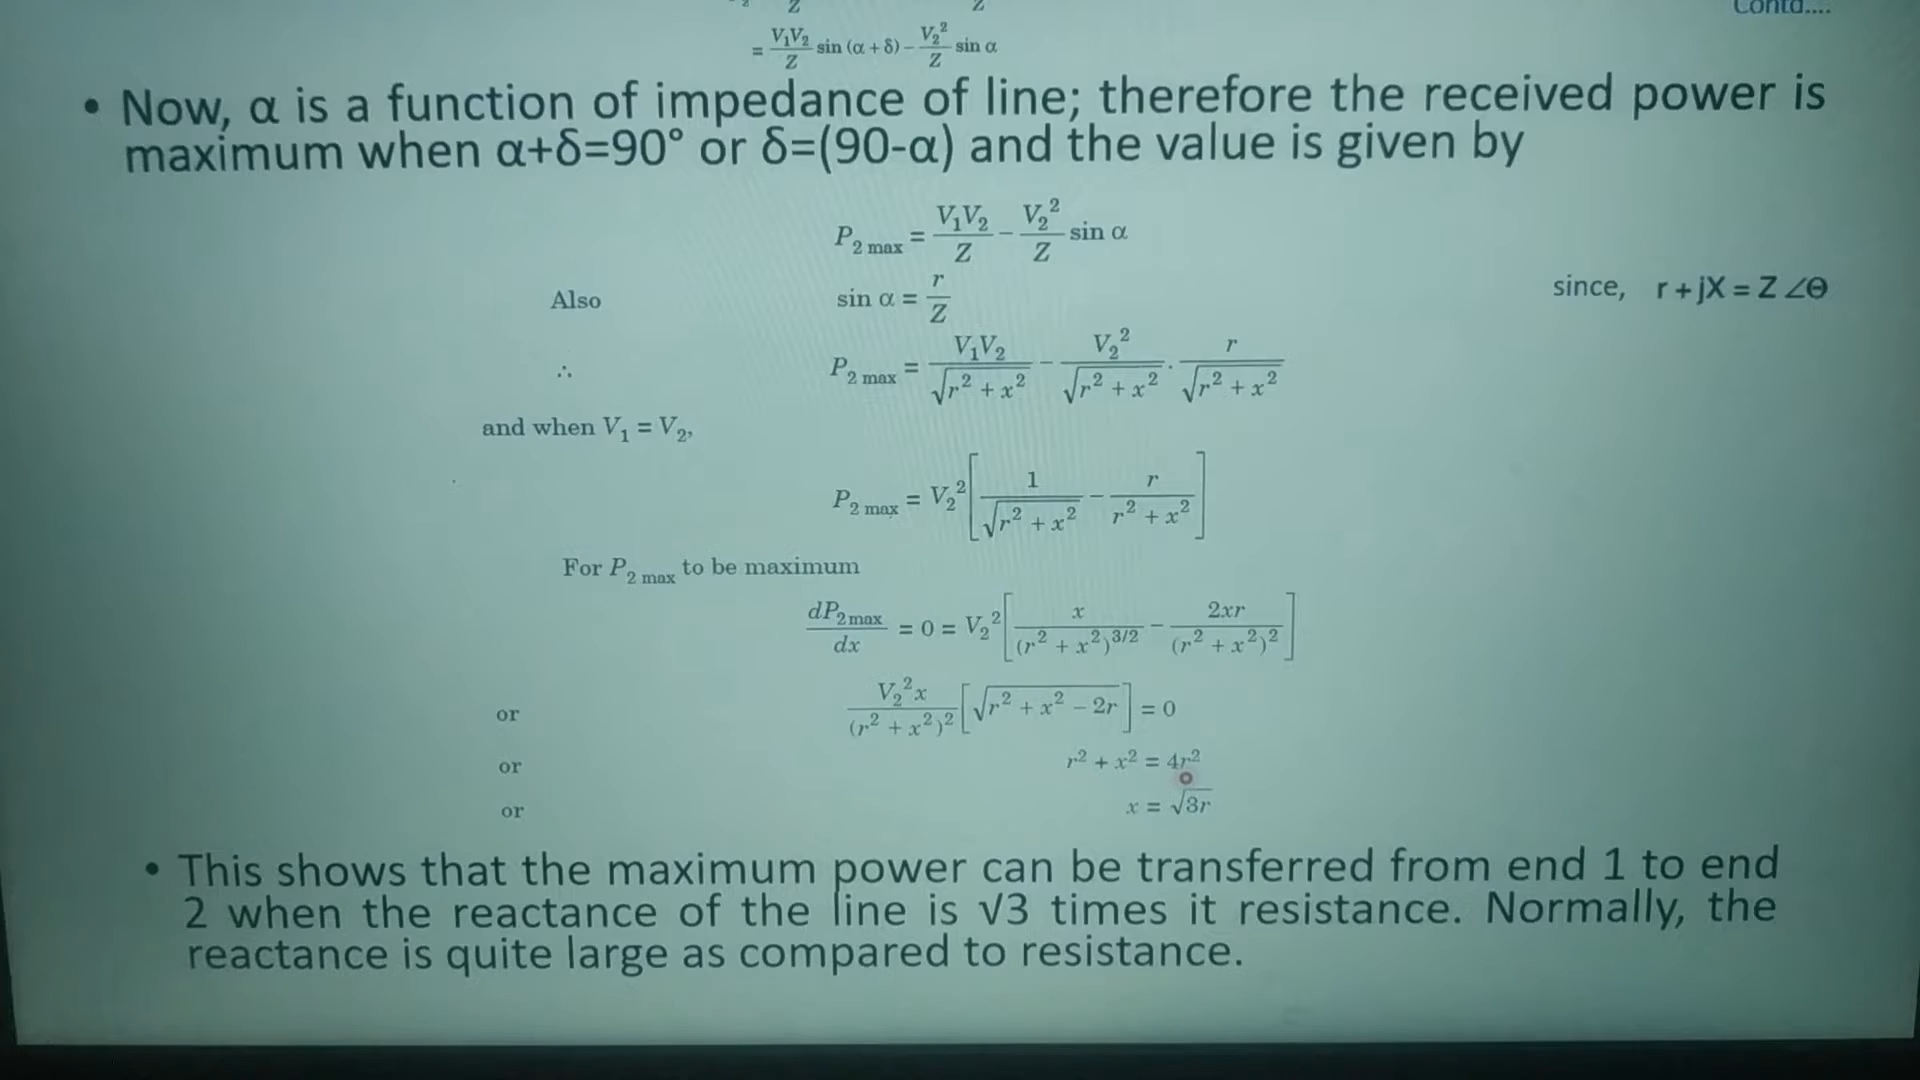 Contd....
= V₁V₂/Z sin (α + δ) – V₂²/Z sin α
• Now, α is a function of impedance of line; therefore the received power is
maximum when α+δ=90° or δ=(90-α) and the value is given by
P₂ max = V₁V₂/Z – V₂²/Z sin α
Also sin α = r/Z
since, r + jX = Z ∠Θ
∴ P₂ max = V₁V₂/√(r² + x²) – V₂²/√(r² + x²) · r/√(r² + x²)
and when V₁ = V₂,
P₂ max = V₂² [1/√(r² + x²) – r/(r² + x²)]
For P₂ max to be maximum
dP₂ max/dx = 0 = V₂² [x/(r² + x²)^3/2 – 2xr/(r² + x²)²]
or V₂²x/(r² + x²)² [√(r² + x² – 2r)] = 0
or r² + x² = 4r²
or x = √(3r)
• This shows that the maximum power can be transferred from end 1 to end
2 when the reactance of the line is √3 times it resistance. Normally, the
reactance is quite large as compared to resistance.